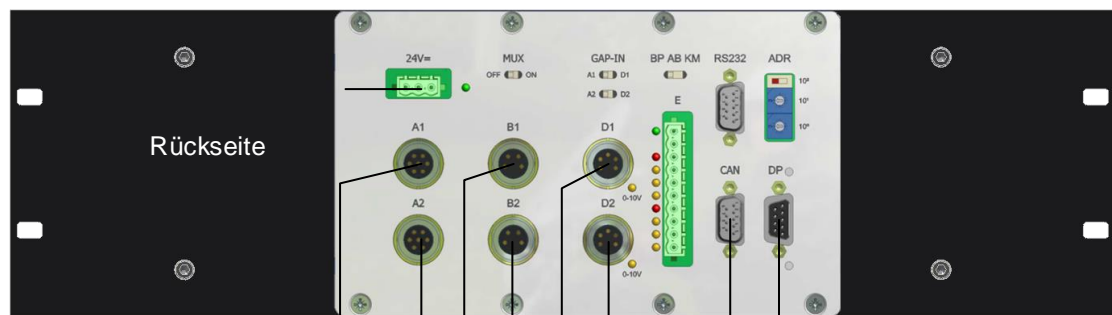 24V= MUX GAP-IN BP AB KM RS232 ADR
OFF ON A1 D1
10²
A2 D2
10¹
E
10⁰
A1 B1 D1
Rückseite
CAN DP
0-10V
A2 B2 D2
0-10V